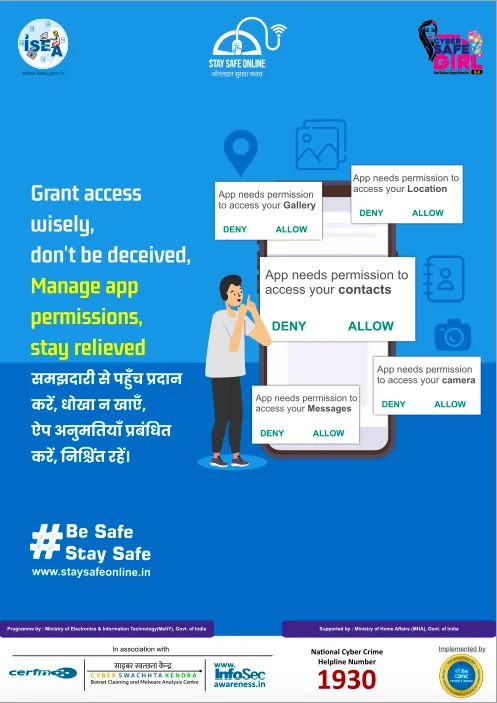 ISEA
www.isea.gov.in
STAY SAFE ONLINE
ऑनलाइन सुरक्षा कवच
CYBER
SAFE
GIRL
Grant access
wisely,
don't be deceived,
Manage app
permissions,
stay relieved
समझदारी से पहुँच प्रदान
करें, धोखा न खाएँ,
ऐप अनुमतियाँ प्रबंधित
करें, निश्चिंत रहें।
App needs permission
to access your Gallery
DENY ALLOW
App needs permission to
access your Location
DENY ALLOW
App needs permission to
access your contacts
DENY ALLOW
App needs permission
to access your camera
DENY ALLOW
App needs permission to
access your Messages
DENY ALLOW
#Be Safe
Stay Safe
www.staysafeonline.in
Programme by : Ministry of Electronics & Information Technology(MeitY), Govt. of India
Supported by : Ministry of Home Affairs (MHA), Govt. of India
In association with
साइबर स्वच्छता केन्द्र
CYBER SWACHHTA KENDRA
Botnet Cleaning and Malware Analysis Centre
www.
InfoSec
awareness.in
National Cyber Crime
Helpline Number
1930
Implemented by
सी डैक
CDAC